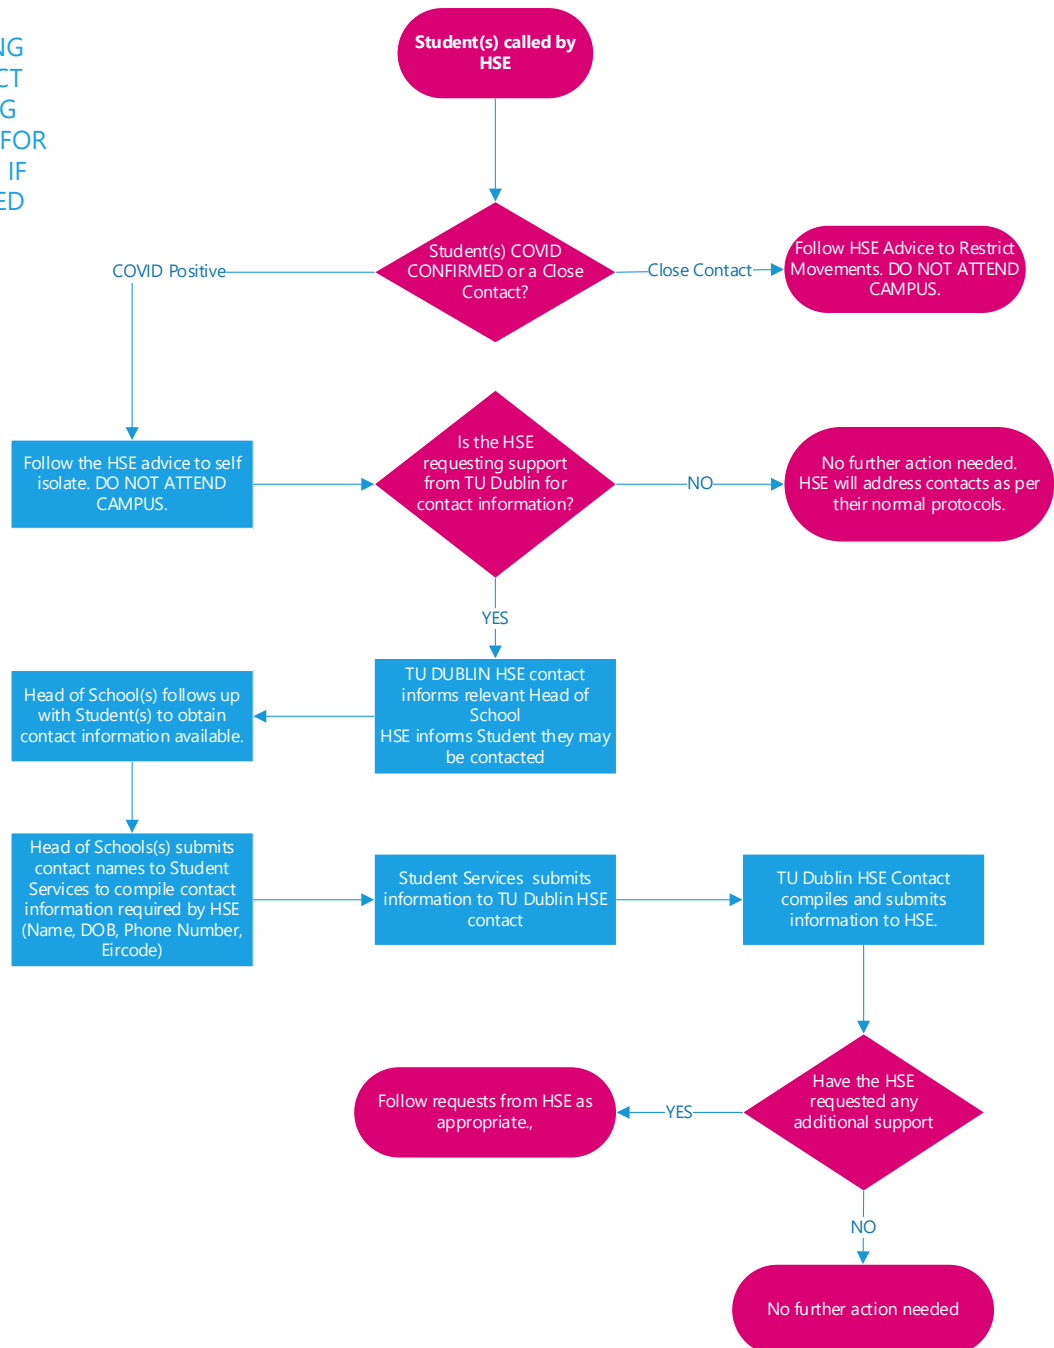 NG
CT
G
FOR
IF
ED
Student(s) called by
HSE
Student(s) COVID
CONFIRMED or a Close
Contact?
COVID Positive
Close Contact
Follow HSE Advice to Restrict
Movements. DO NOT ATTEND
CAMPUS.
Follow the HSE advice to self
isolate. DO NOT ATTEND
CAMPUS.
Is the HSE
requesting support
from TU Dublin for
contact information?
NO
No further action needed.
HSE will address contacts as per
their normal protocols.
YES
TU DUBLIN HSE contact
informs relevant Head of
School
HSE informs Student they may
be contacted
Head of School(s) follows up
with Student(s) to obtain
contact information available.
Head of Schools(s) submits
contact names to Student
Services to compile contact
information required by HSE
(Name, DOB, Phone Number,
Eircode)
Student Services submits
information to TU Dublin HSE
contact
TU Dublin HSE Contact
compiles and submits
information to HSE.
Have the HSE
requested any
additional support
YES
Follow requests from HSE as
appropriate.,
NO
No further action needed